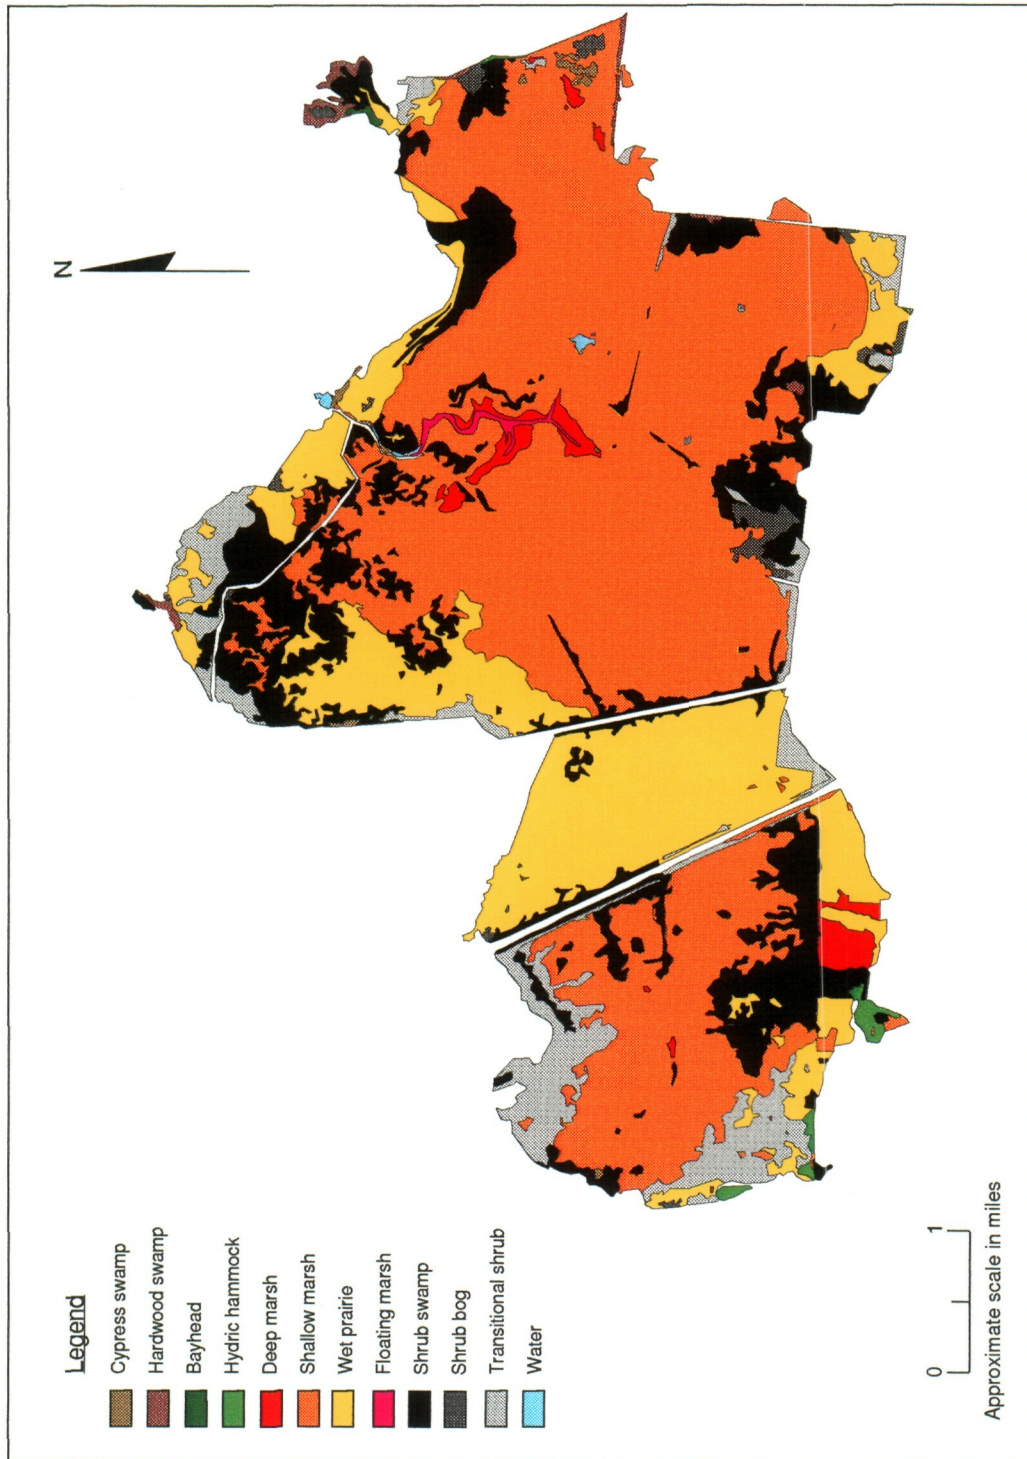 N
Legend
Cypress swamp
Hardwood swamp
Bayhead
Hydric hammock
Deep marsh
Shallow marsh
Wet prairie
Floating marsh
Shrub swamp
Shrub bog
Transitional shrub
Water
0 1
Approximate scale in miles